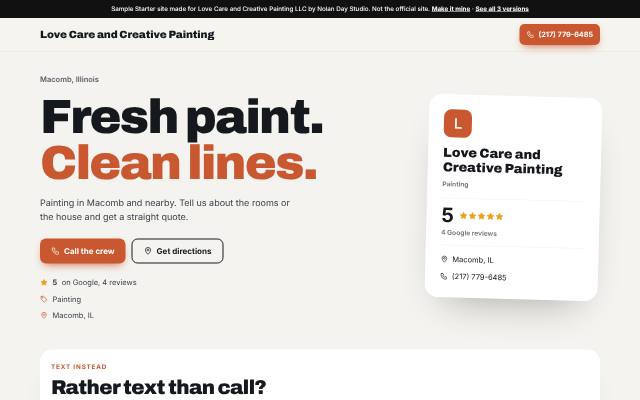 Sample Starter site made for Love Care and Creative Painting LLC by Nolan Day Studio. Not the official site. Make it mine · See all 3 versions
Love Care and Creative Painting
(217) 779-6485
Macomb, Illinois
Fresh paint.
Clean lines.
Painting in Macomb and nearby. Tell us about the rooms or
the house and get a straight quote.
Call the crew
Get directions
5 on Google, 4 reviews
Painting
Macomb, IL
L
Love Care and
Creative Painting
Painting
5
4 Google reviews
Macomb, IL
(217) 779-6485
TEXT INSTEAD
Rather text than call?